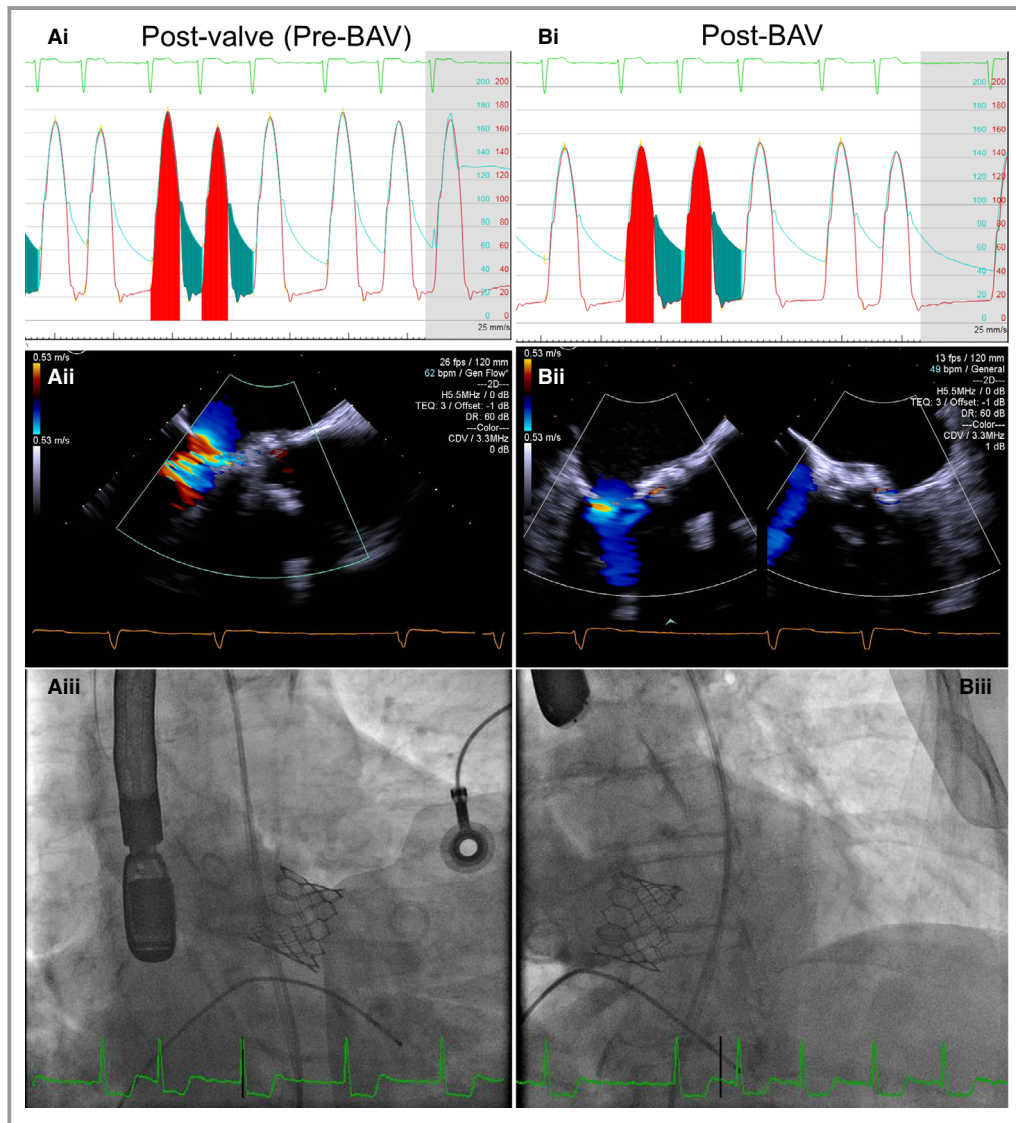 Ai
Post-valve (Pre-BAV)
200
200
180
180
160
160
140
140
120
120
100
100
80
80
60
60
40
40
20
20
0
0
25 mm/s
Bi
Post-BAV
200
200
180
180
160
160
140
140
120
120
100
100
80
80
60
60
40
40
20
20
0
0
25 mm/s
Aii
0.53 m/s
0.53 m/s
26 fps / 120 mm
62 bpm / Gen Flow*
---2D---
H5.5MHz / 0 dB
TEQ: 3 / Offset: -1 dB
DR: 60 dB
---Color---
CDV / 3.3MHz
0 dB
Bii
0.53 m/s
0.53 m/s
13 fps / 120 mm
49 bpm / General
---2D---
H5.5MHz / 0 dB
TEQ: 3 / Offset: -1 dB
DR: 60 dB
---Color---
CDV / 3.3MHz
1 dB
Aiii
Biii